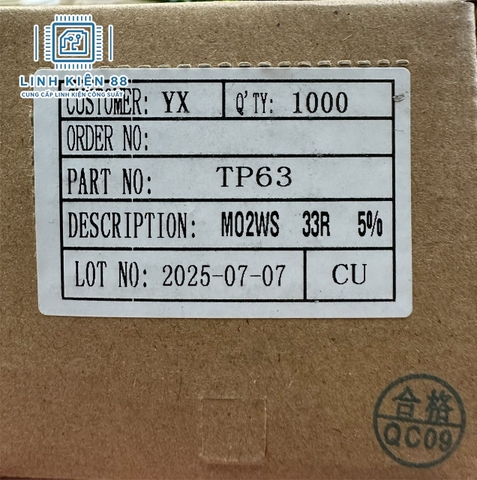 LINH KIỆN 88
CUNG CẤP LINH KIỆN CÔNG SUẤT
CUSTOMER: YX Q'TY: 1000
ORDER NO:
PART NO: TP63
DESCRIPTION: MO2WS 33R 5%
LOT NO: 2025-07-07 CU
合格
QC09